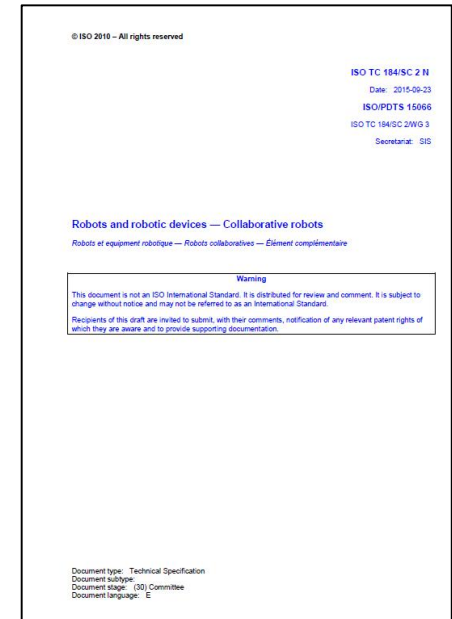 © ISO 2010 – All rights reserved
ISO TC 184/SC 2 N
Date: 2015-09-23
ISO/PDTS 15066
ISO TC 184/SC 2/WG 3
Secretariat: SIS
Robots and robotic devices — Collaborative robots
Robots et equipment robotique — Robots collaboratives — Élément complémentaire
Warning
This document is not an ISO International Standard. It is distributed for review and comment. It is subject to
change without notice and may not be referred to as an International Standard.
Recipients of this draft are invited to submit, with their comments, notification of any relevant patent rights of
which they are aware and to provide supporting documentation.
Document type: Technical Specification
Document subtype:
Document stage: (30) Committee
Document language: E